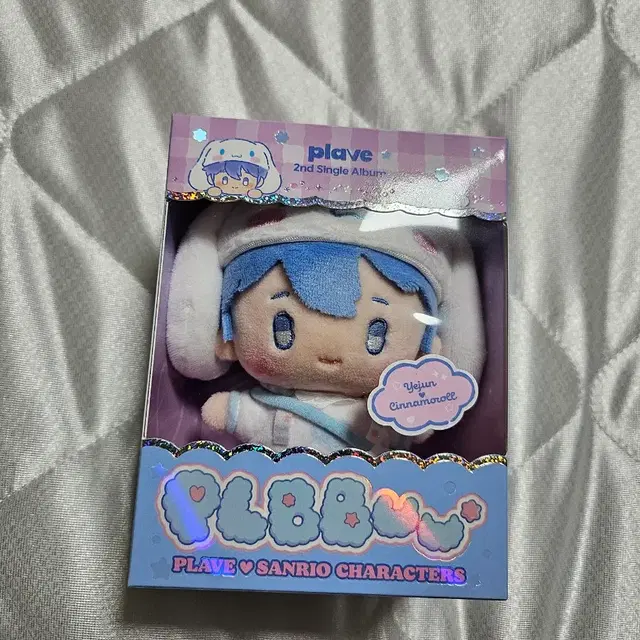 plave
2nd Single Album
Yejun
Cinnamoroll
PLBBUU
PLAVE ♥ SANRIO CHARACTERS